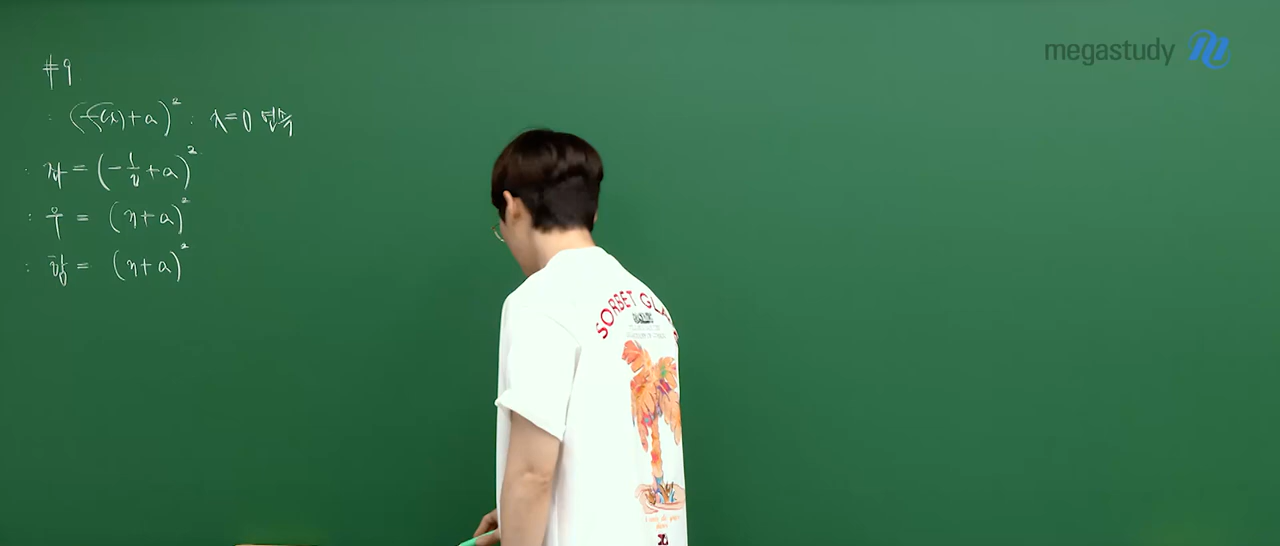 #9
: (f(x)+a)² : x=0 연속
: 좌 = (-1/2+a)²
: 우 = (n+a)²
: 함 = (n+a)²
megastudy
SORBET